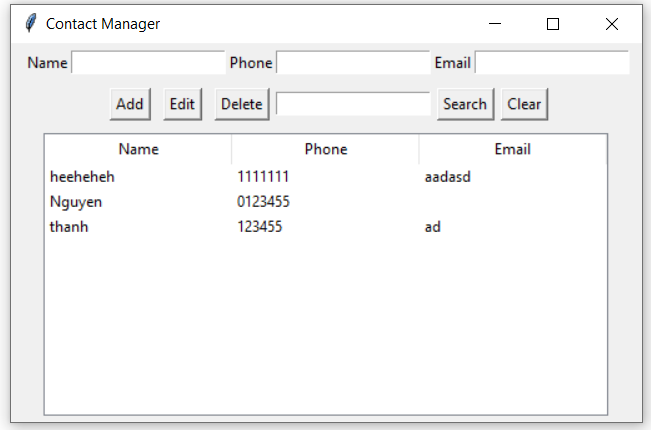 Contact Manager
Name Phone Email
Add Edit Delete Search Clear
Name Phone Email
heeheheh 1111111 aadasd
Nguyen 0123455
thanh 123455 ad